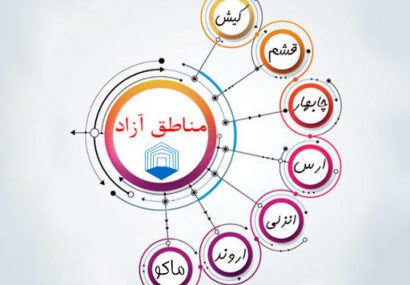 مناطق آزاد
کیش
قشم
چابهار
ارس
انزلی
اروند
ماکو